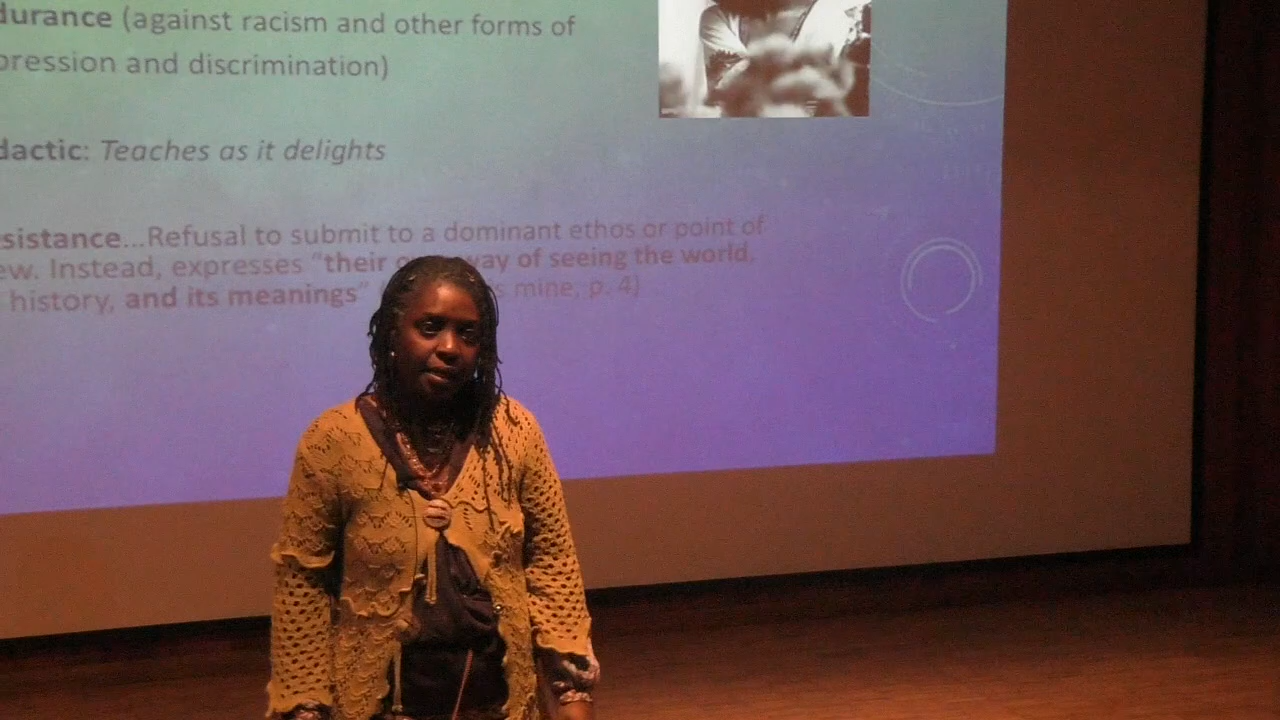 durance (against racism and other forms of
pression and discrimination)
dactic: Teaches as it delights
sistance...Refusal to submit to a dominant ethos or point of
ew. Instead, expresses "their way of seeing the world,
history, and its meanings" s mine, p. 4)